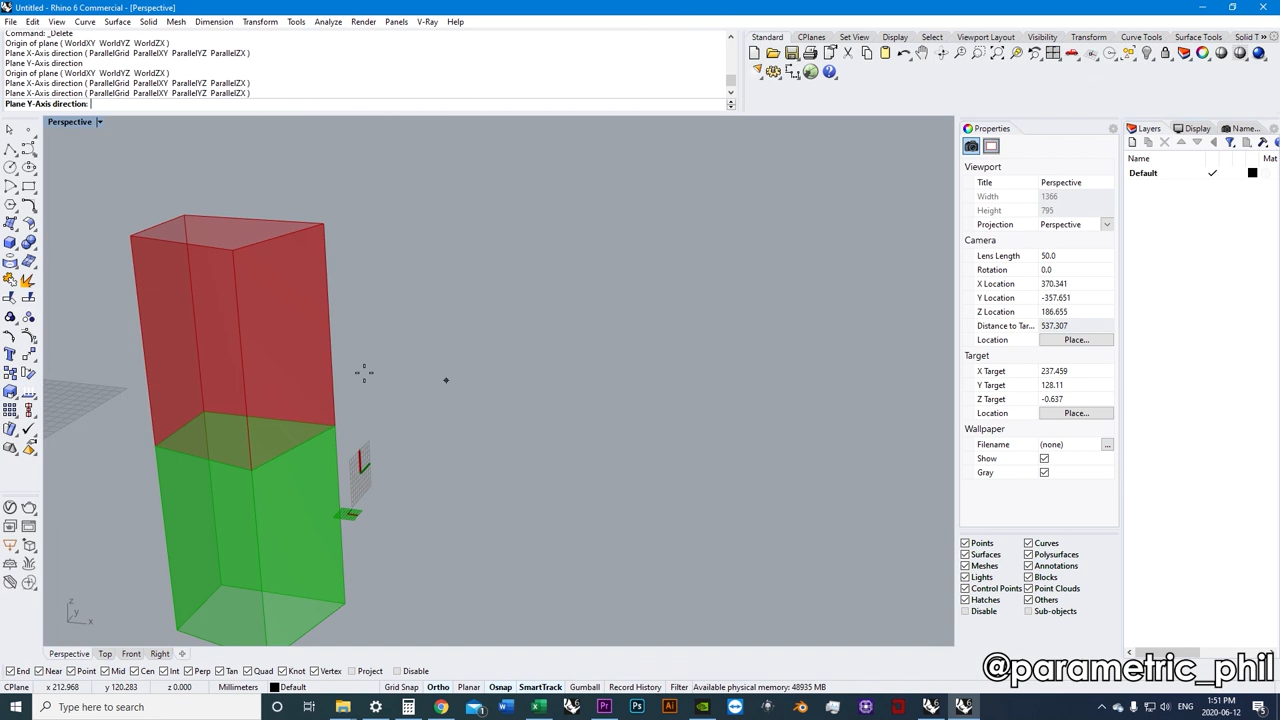 Untitled - Rhino 6 Commercial - [Perspective]
File Edit View Curve Surface Solid Mesh Dimension Transform Tools Analyze Render Panels V-Ray Help
Command: _Delete
Origin of plane ( WorldXY WorldYZ WorldZX )
Plane X-Axis direction ( ParallelGrid ParallelXY ParallelYZ ParallelZX )
Plane Y-Axis direction
Origin of plane ( WorldXY WorldYZ WorldZX )
Plane X-Axis direction ( ParallelGrid ParallelXY ParallelYZ ParallelZX )
Plane X-Axis direction ( ParallelGrid ParallelXY ParallelYZ ParallelZX )
Plane Y-Axis direction:
Standard CPlanes Set View Display Select Viewport Layout Visibility Transform Curve Tools Surface Tools Solid T
Perspective
z
y
x
Perspective Top Front Right
Properties
Viewport
Title Perspective
Width 1366
Height 795
Projection Perspective
Camera
Lens Length 50.0
Rotation 0.0
X Location 370.341
Y Location -357.651
Z Location 186.655
Distance to Tar... 537.307
Location Place...
Target
X Target 237.459
Y Target 128.11
Z Target -0.637
Location Place...
Wallpaper
Filename (none) ...
Show
Gray
Points Curves
Surfaces Polysurfaces
Meshes Annotations
Lights Blocks
Control Points Point Clouds
Hatches Others
Disable Sub-objects
Layers Display Name...
Name Mat
Default
End Near Point Mid Cen Int Perp Tan Quad Knot Vertex Project Disable
CPlane x 212.968 y 120.283 z 0.000 Millimeters Default Grid Snap Ortho Planar Osnap SmartTrack Gumball Record History Filter Available physical memory: 48935 MB
@parametric_phil
Type here to search
1:51 PM
2020-06-12